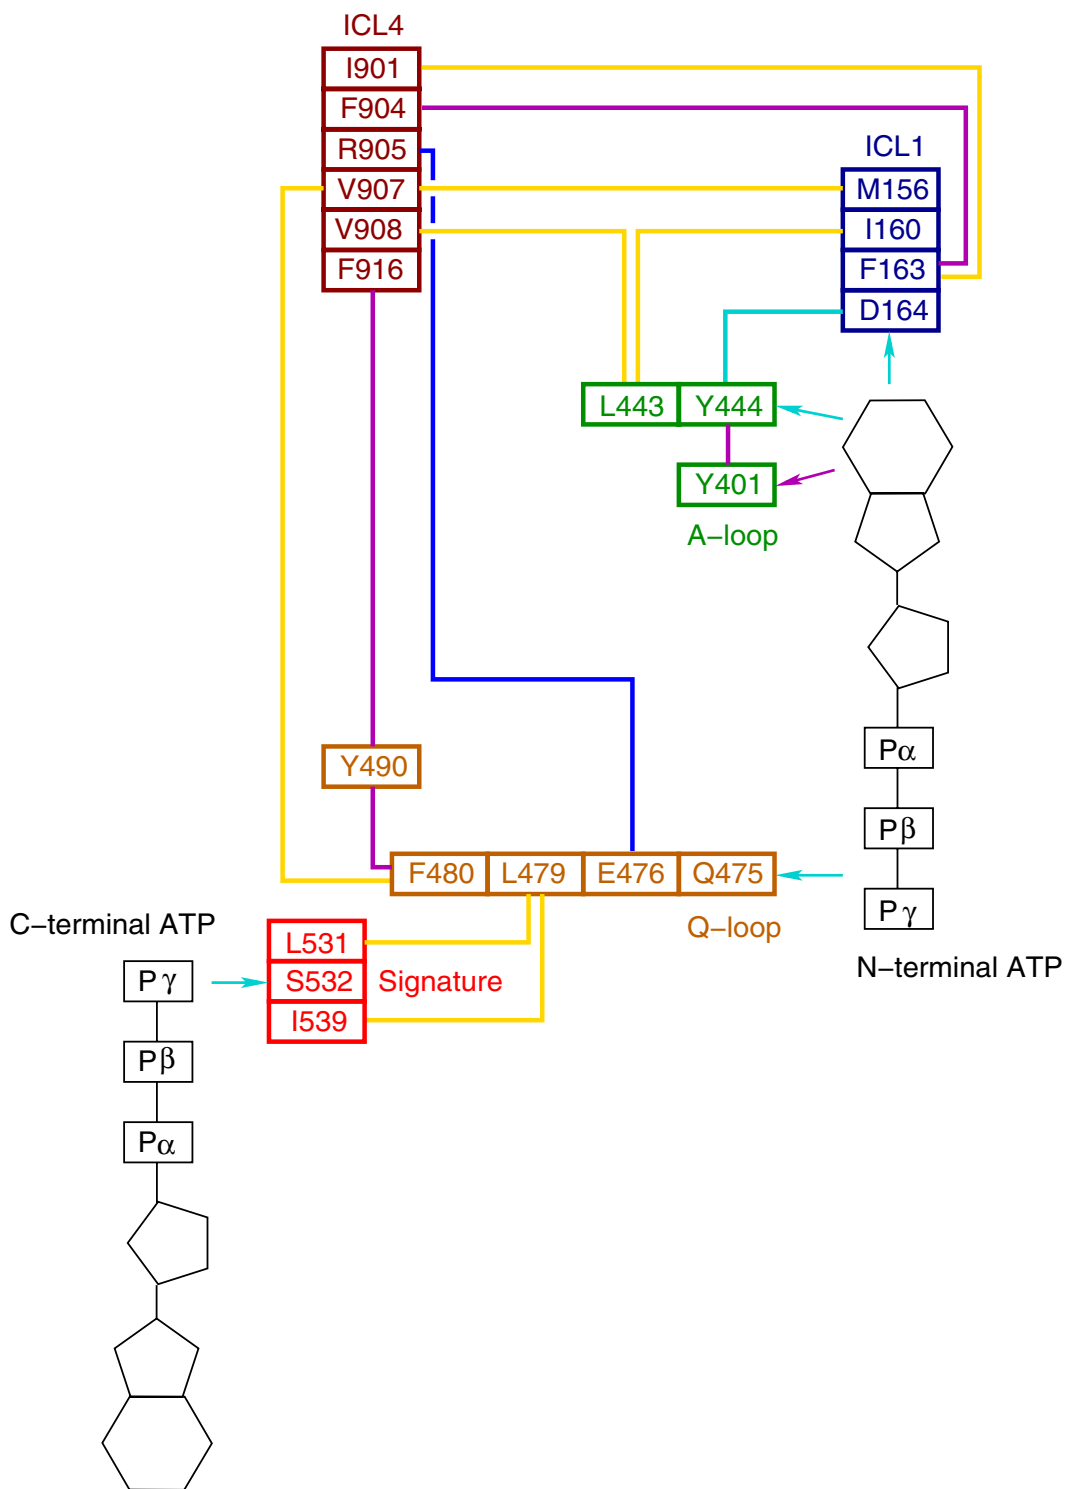 ICL4
I901
F904
R905
V907
V908
F916
ICL1
M156
I160
F163
D164
L443 Y444
Y401
A–loop
Pα
Pβ
Pγ
N–terminal ATP
Y490
F480 L479 E476 Q475
Q–loop
C–terminal ATP
L531
S532 Signature
I539
Pγ
Pβ
Pα